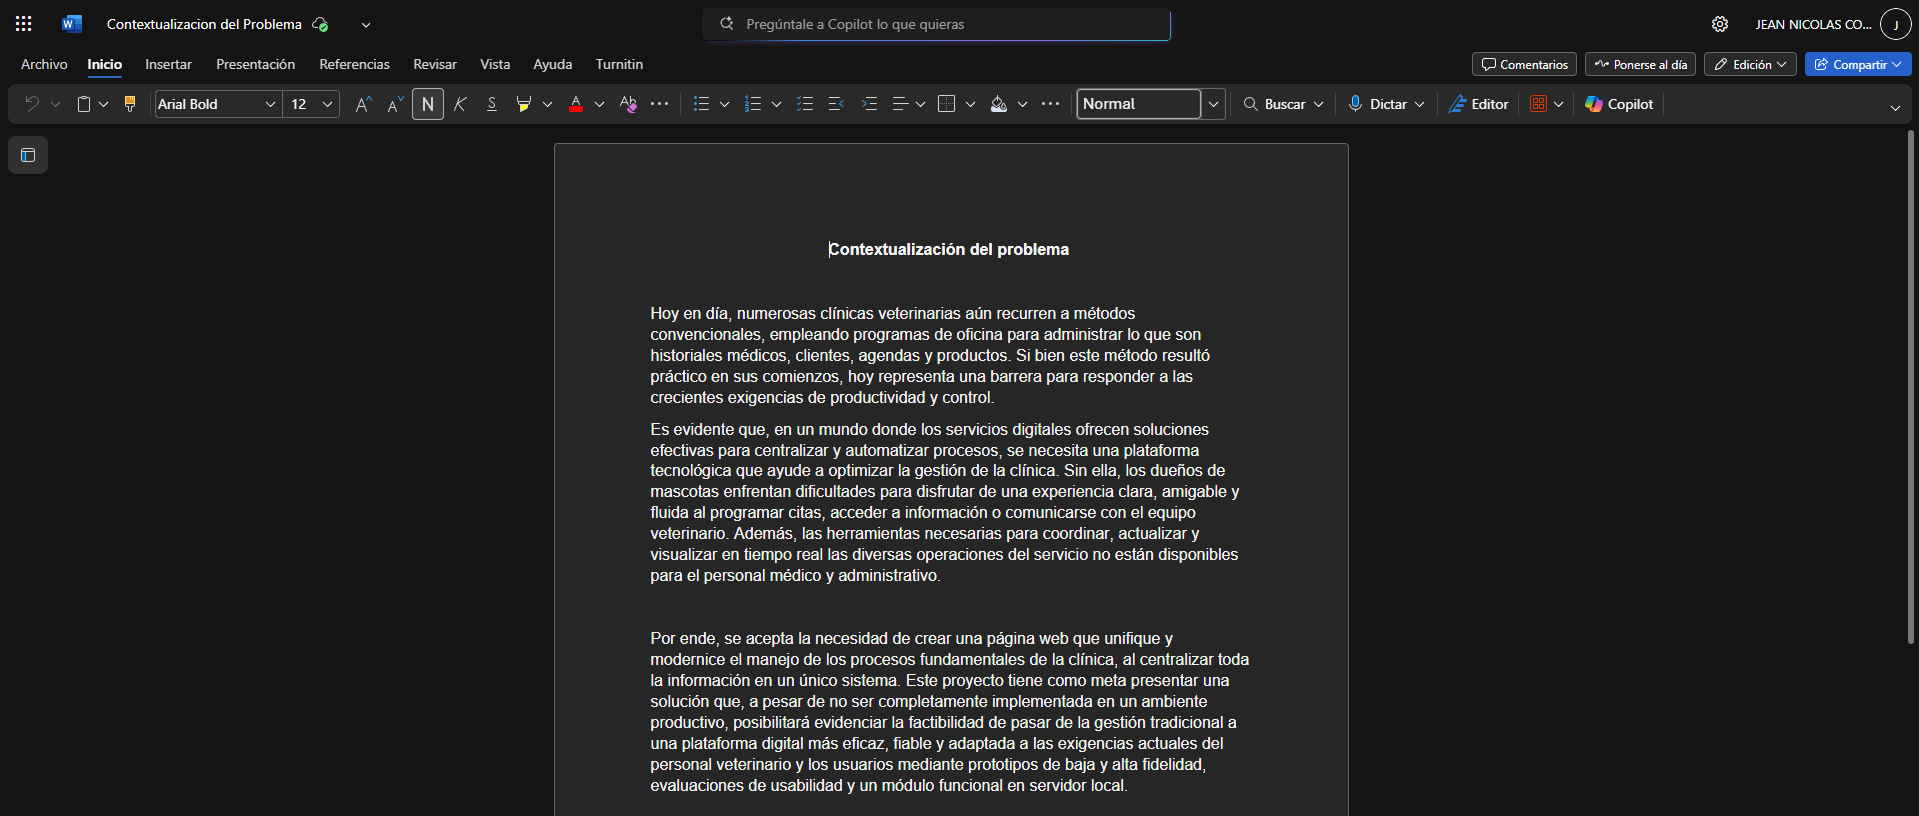 Contextualizacion del Problema
Pregúntale a Copilot lo que quieras
JEAN NICOLAS CO...
J
Archivo
Inicio
Insertar
Presentación
Referencias
Revisar
Vista
Ayuda
Turnitin
Comentarios
Ponerse al día
Edición
Compartir
Arial Bold
12
N
K
S
Normal
Buscar
Dictar
Editor
Copilot
Contextualización del problema
Hoy en día, numerosas clínicas veterinarias aún recurren a métodos
convencionales, empleando programas de oficina para administrar lo que son
historiales médicos, clientes, agendas y productos. Si bien este método resultó
práctico en sus comienzos, hoy representa una barrera para responder a las
crecientes exigencias de productividad y control.
Es evidente que, en un mundo donde los servicios digitales ofrecen soluciones
efectivas para centralizar y automatizar procesos, se necesita una plataforma
tecnológica que ayude a optimizar la gestión de la clínica. Sin ella, los dueños de
mascotas enfrentan dificultades para disfrutar de una experiencia clara, amigable y
fluida al programar citas, acceder a información o comunicarse con el equipo
veterinario. Además, las herramientas necesarias para coordinar, actualizar y
visualizar en tiempo real las diversas operaciones del servicio no están disponibles
para el personal médico y administrativo.
Por ende, se acepta la necesidad de crear una página web que unifique y
modernice el manejo de los procesos fundamentales de la clínica, al centralizar toda
la información en un único sistema. Este proyecto tiene como meta presentar una
solución que, a pesar de no ser completamente implementada en un ambiente
productivo, posibilitará evidenciar la factibilidad de pasar de la gestión tradicional a
una plataforma digital más eficaz, fiable y adaptada a las exigencias actuales del
personal veterinario y los usuarios mediante prototipos de baja y alta fidelidad,
evaluaciones de usabilidad y un módulo funcional en servidor local.